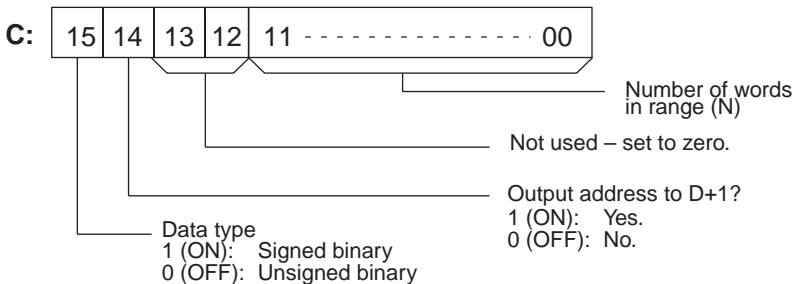 C: 15 14 13 12 11 - - - - - - - - - - - - - - - 00
Number of words
in range (N)
Not used – set to zero.
Output address to D+1?
1 (ON): Yes.
0 (OFF): No.
Data type
1 (ON): Signed binary
0 (OFF): Unsigned binary